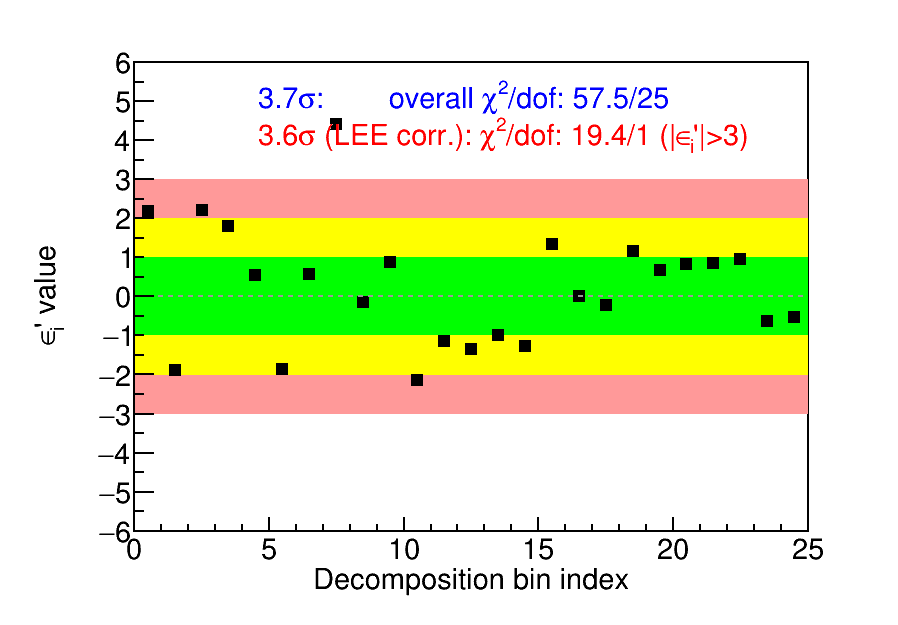 6
5
4
3
2
1
0
−1
−2
−3
−4
−5
−6
3.7σ: overall χ²/dof: 57.5/25
3.6σ (LEE corr.): χ²/dof: 19.4/1 (|ϵᵢ'|>3)
ϵᵢ' value
0 5 10 15 20 25
Decomposition bin index